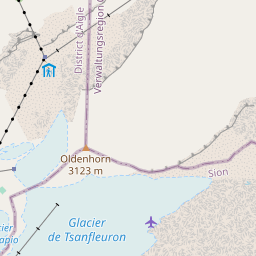 District d'Aigle
Verwaltungsregion
Oldenhorn
3123 m
Sion
Glacier
de Tsanfleuron